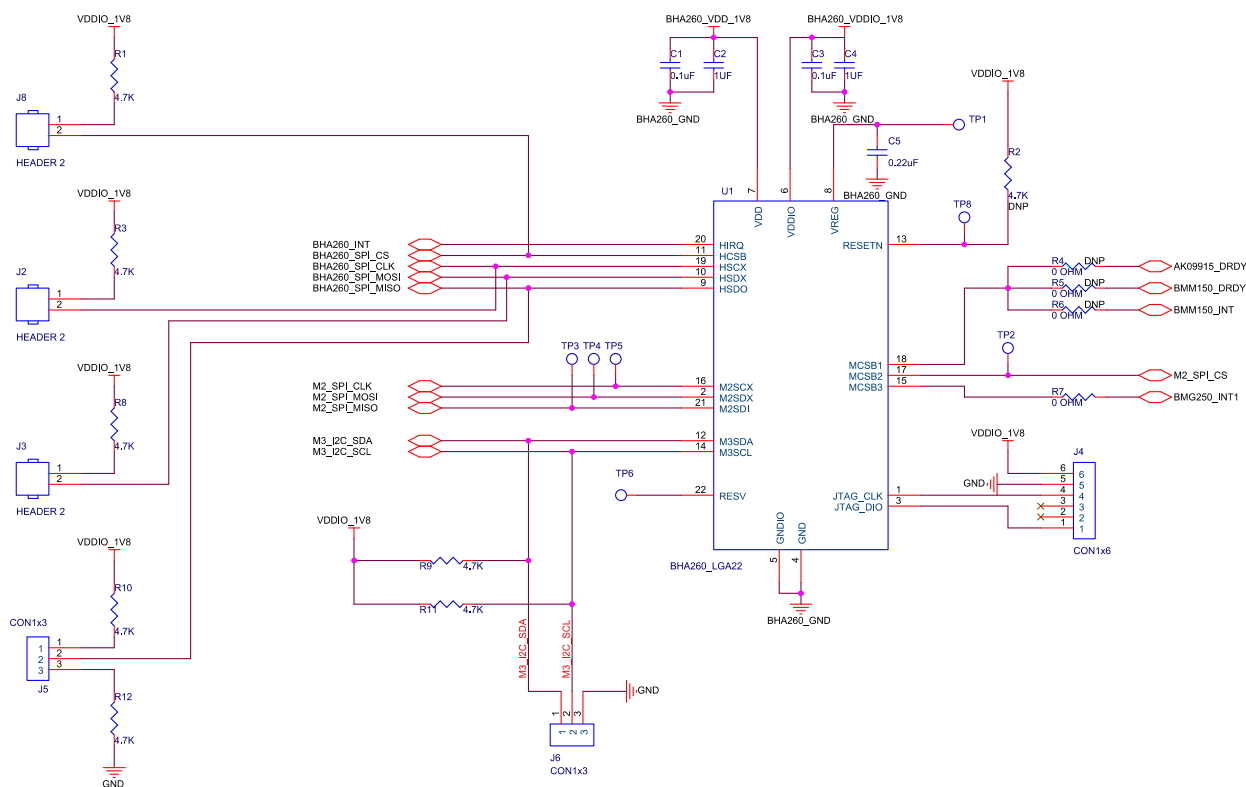 VDDIO_1V8
R1
4.7K
J8
1
2
HEADER 2
VDDIO_1V8
R3
4.7K
J2
1
2
HEADER 2
VDDIO_1V8
R8
4.7K
J3
1
2
HEADER 2
VDDIO_1V8
R10
4.7K
CON1x3
1
2
3
1
2
3
J5
R12
4.7K
GND
BHA260_VDD_1V8
C1
0.1uF
C2
1UF
BHA260_GND
BHA260_VDDIO_1V8
C3
0.1uF
C4
1UF
BHA260_GND
TP1
C5
0.22uF
BHA260_GND
VDDIO_1V8
R2
4.7K
DNP
TP8
U1
7
6
8
VDD
VDDIO
VREG
BHA260_INT
BHA260_SPI_CS
BHA260_SPI_CLK
BHA260_SPI_MOSI
BHA260_SPI_MISO
20
11
19
10
9
HIRQ
HCSB
HSCX
HSDX
HSDO
RESETN
13
R4
0 OHM
DNP
AK09915_DRDY
R5
0 OHM
DNP
BMM150_DRDY
R6
0 OHM
DNP
BMM150_INT
TP3
TP4
TP5
TP2
M2_SPI_CLK
M2_SPI_MOSI
M2_SPI_MISO
16
2
21
M2SCX
M2SDX
M2SDI
MCSB1
MCSB2
MCSB3
18
17
15
M2_SPI_CS
R7
0 OHM
BMG250_INT1
M3_I2C_SDA
M3_I2C_SCL
12
14
M3SDA
M3SCL
TP6
22
RESV
JTAG_CLK
JTAG_DIO
1
3
VDDIO_1V8
GND
J4
6
5
4
3
2
1
6
5
4
3
2
1
CON1x6
GNDIO
GND
5
4
BHA260_LGA22
BHA260_GND
VDDIO_1V8
R9
4.7K
R11
4.7K
M3_I2C_SDA
M3_I2C_SCL
GND
1
2
3
1
2
3
J6
CON1x3